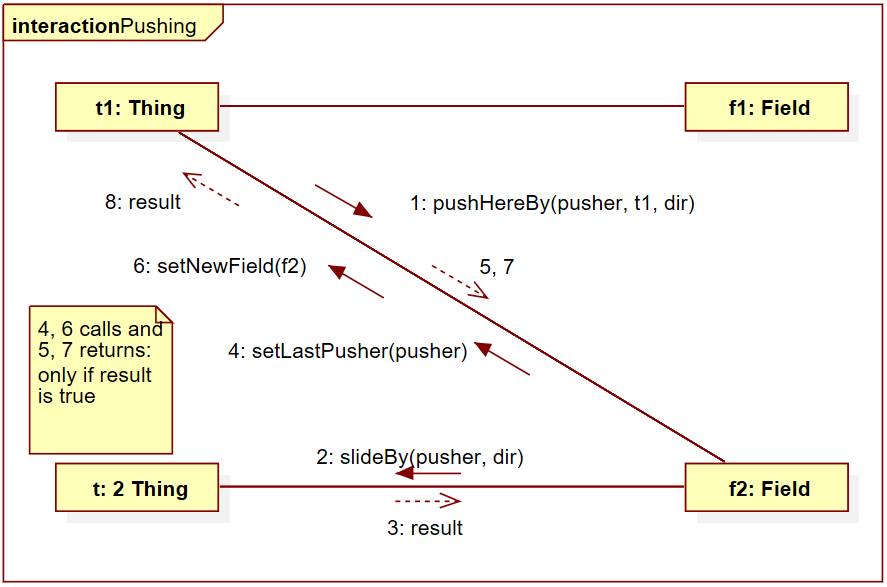 interactionPushing
t1: Thing
f1: Field
8: result
1: pushHereBy(pusher, t1, dir)
6: setNewField(f2)
5, 7
4, 6 calls and
5, 7 returns:
only if result
is true
4: setLastPusher(pusher)
2: slideBy(pusher, dir)
t: 2 Thing
f2: Field
3: result